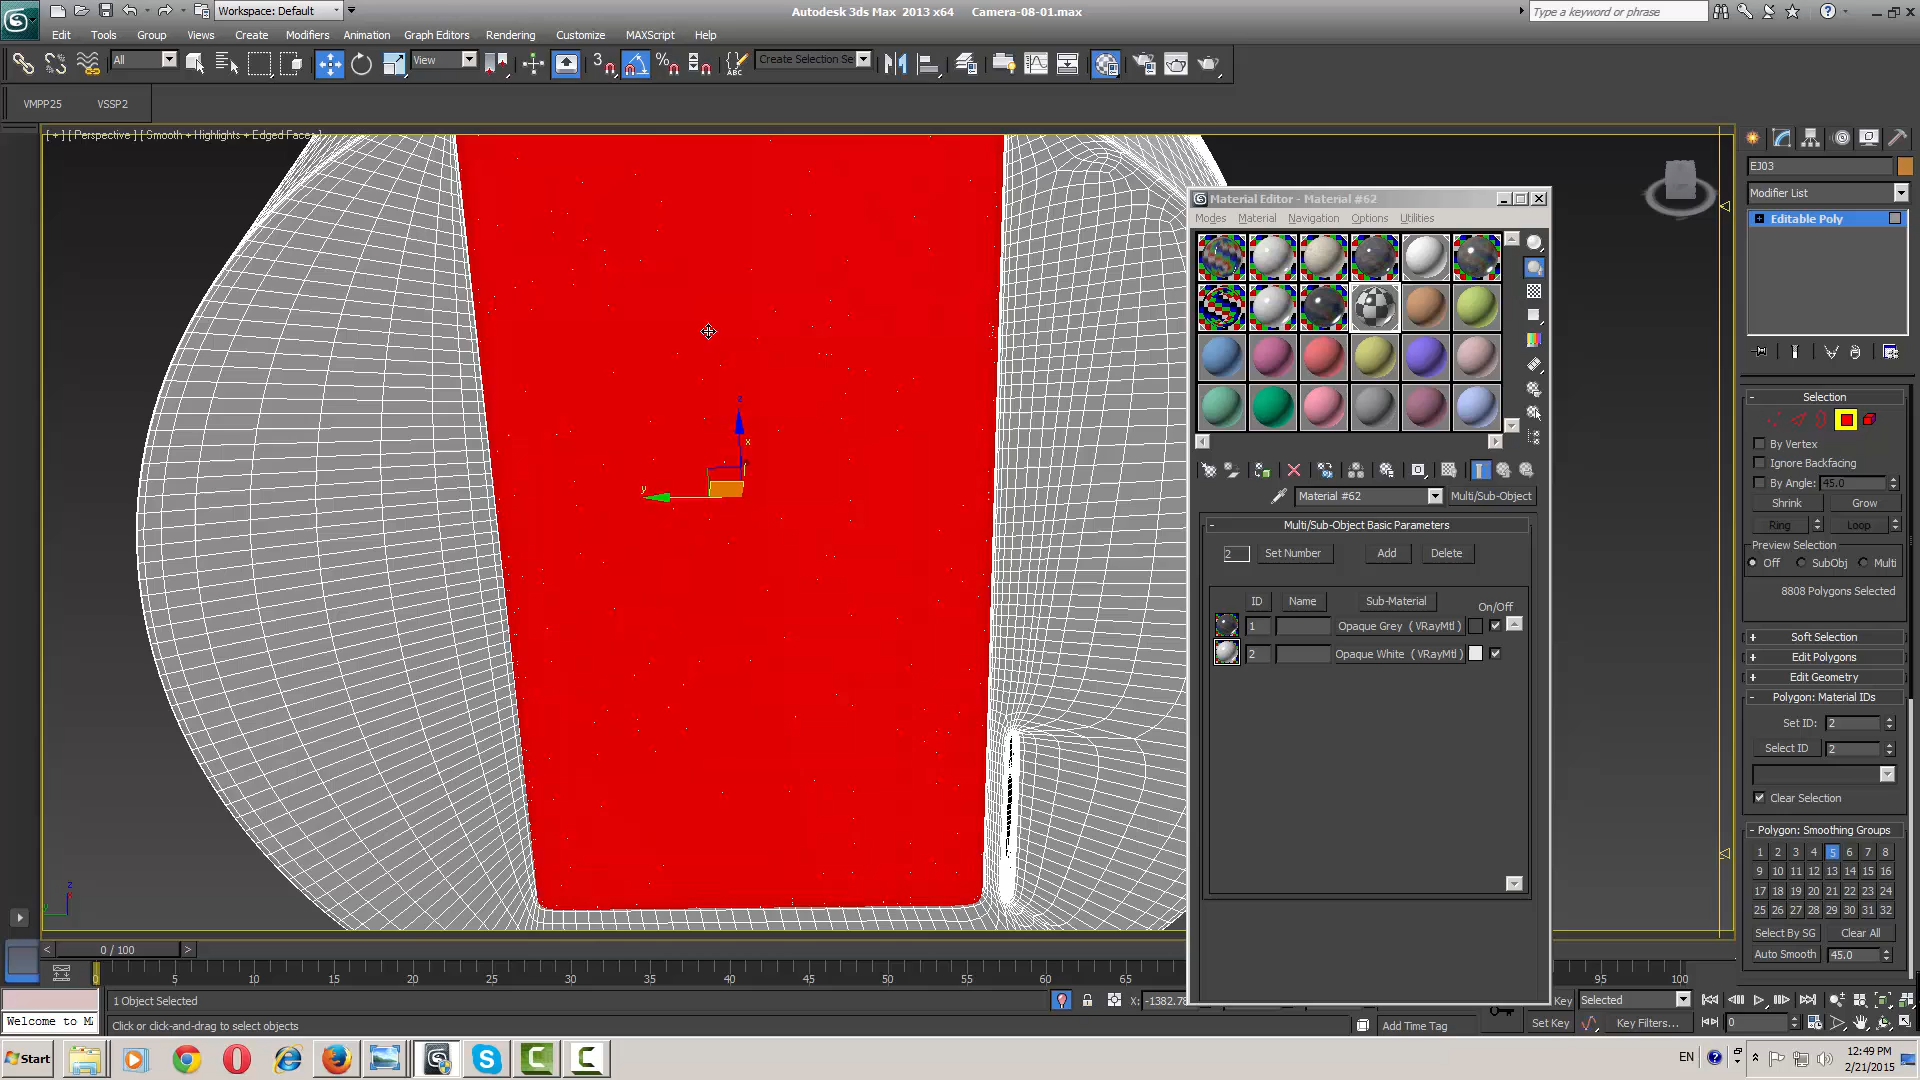 Workspace: Default
Autodesk 3ds Max 2013 x64 Camera-08-01.max
Type a keyword or phrase
Edit Tools Group Views Create Modifiers Animation Graph Editors Rendering Customize MAXScript Help
All
View
3
Create Selection Se
VMPP25 VSSP2
[ + ] [ Perspective ] [ Smooth + Highlights + Edged Faces ]
EJ03
Modifier List
Editable Poly
Material Editor - Material #62
Modes Material Navigation Options Utilities
Material #62
Multi/Sub-Object
- Multi/Sub-Object Basic Parameters
2 Set Number Add Delete
ID Name Sub-Material On/Off
1 Opaque Grey ( VRayMtl )
2 Opaque White ( VRayMtl )
z
x
y
- Selection
By Vertex
Ignore Backfacing
By Angle: 45.0
Shrink Grow
Ring Loop
Preview Selection
Off SubObj Multi
8808 Polygons Selected
+ Soft Selection
+ Edit Polygons
+ Edit Geometry
- Polygon: Material IDs
Set ID: 2
Select ID 2
Clear Selection
- Polygon: Smoothing Groups
1 2 3 4 5 6 7 8
9 10 11 12 13 14 15 16
17 18 19 20 21 22 23 24
25 26 27 28 29 30 31 32
Select By SG Clear All
Auto Smooth 45.0
z
y
< 0 / 100 >
0 5 10 15 20 25 30 35 40 45 50 55 60 65 95 100
1 Object Selected
X: -1382.78
Key Selected
Welcome to MA
Click or click-and-drag to select objects
Add Time Tag
Set Key
Key Filters...
0
Start
EN
12:49 PM
2/21/2015